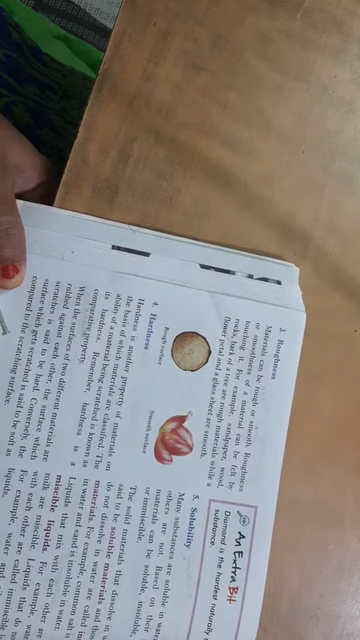 3. Roughness
Materials can be rough or smooth. Roughness
or smoothness of a material can be felt by
touching it. For example, sandpaper, wood,
rocks, bark of a tree are rough materials while a
flower petal and a glass sheet are smooth.
Rough surface
Smooth surface
4. Hardness
Hardness is another property of materials on
the basis of which materials are classified. The
ability of a material being scratched is known as
its hardness. Remember, hardness is a
comparative property.
When the surfaces of two different materials are
rubbed against each other, the material
scratches is said to be hard. Conversely, the
surface which gets scratched is said to be soft as
compared to the scratching surface.
An Extra Bit
Diamond is the hardest naturally
substance.
5. Solubility
Many substances are soluble in water
others are not. Based on their
materials can be soluble, insoluble,
or immiscible.
The solid materials that dissolve in
said to be soluble materials and those
do not dissolve in water are called in
materials. For example, common salt is
in water and sand is insoluble in water.
Liquids that mix with each other are
miscible liquids. For example,
milk are miscible. Liquids that do
with each other are called immiscible
liquids. For example, water and